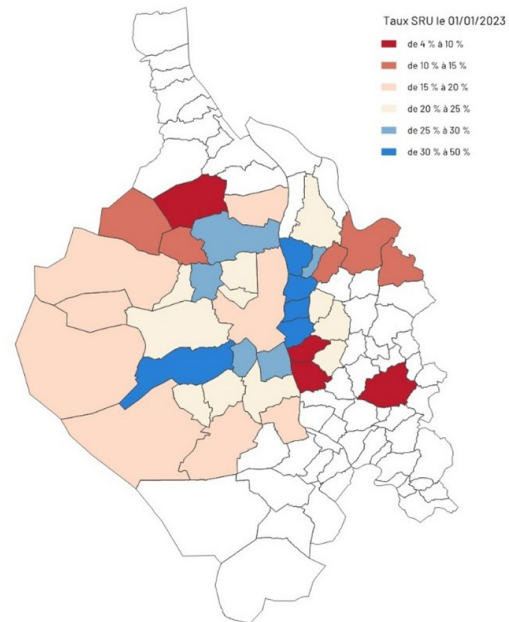 Taux SRU le 01/01/2023
de 4 % à 10 %
de 10 % à 15 %
de 15 % à 20 %
de 20 % à 25 %
de 25 % à 30 %
de 30 % à 50 %